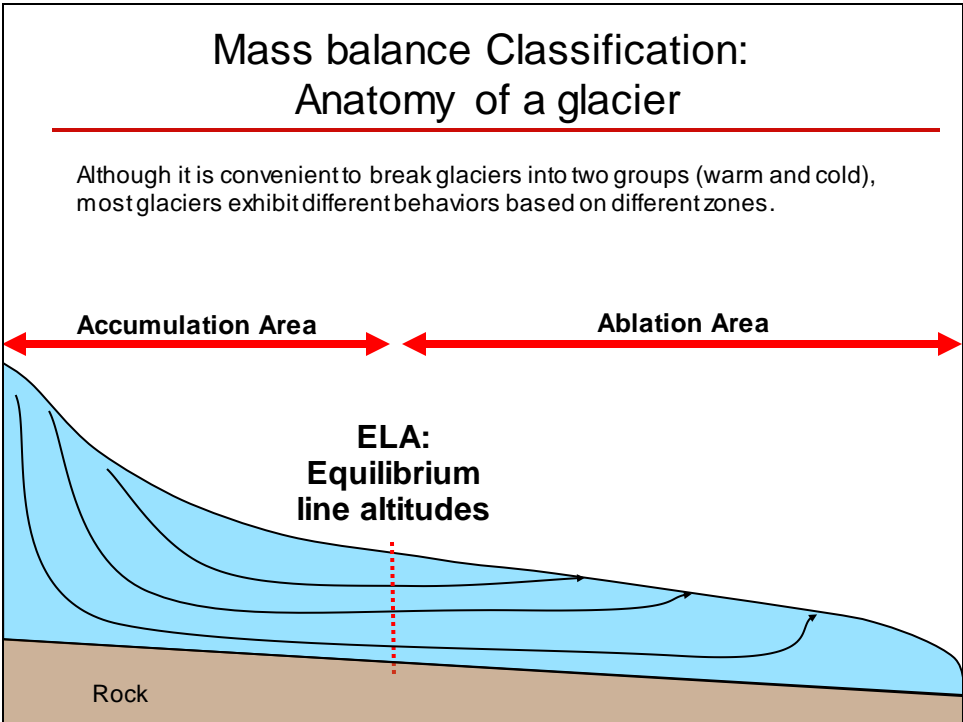 Mass balance Classification:
Anatomy of a glacier
Although it is convenient to break glaciers into two groups (warm and cold),
most glaciers exhibit different behaviors based on different zones.
Accumulation Area
Ablation Area
ELA:
Equilibrium
line altitudes
Rock